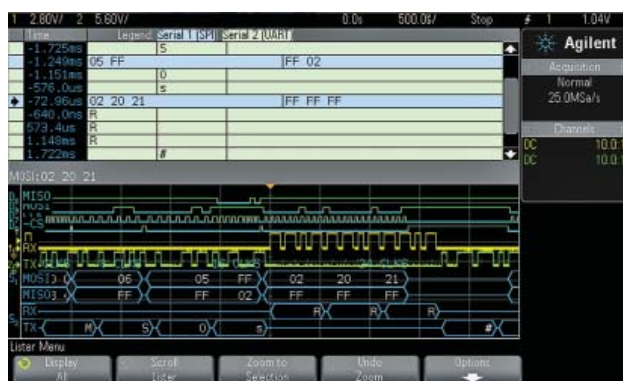 1 2.80V/ 2 5.60V/ 0.0s 500.0%/ Stop 1 1.04V
Time Legend: Serial 1 (SPI) Serial 2 (UART)
-1.725ms S
-1.249ms 05 FF FF 02
-1.151ms 0
-576.0us s
-72.96us 02 20 21 FF FF FF
-640.0ns R
573.4us R
1.148ms R
1.722ms #
Agilent
Acquisition
Normal
25.0MSa/s
Channels
DC 10.0:1
DC 10.0:1
MOSI:02 20 21
MISO
MOSI
CLK
~CS
RX
TX
MOSI 06 05 FF 02 20 21
MISO FF FF 02 FF FF FF
RX R R R
TX M S 0 s #
Lister Menu
Display Scroll Zoom to Undo Options
All Lister Selection Zoom